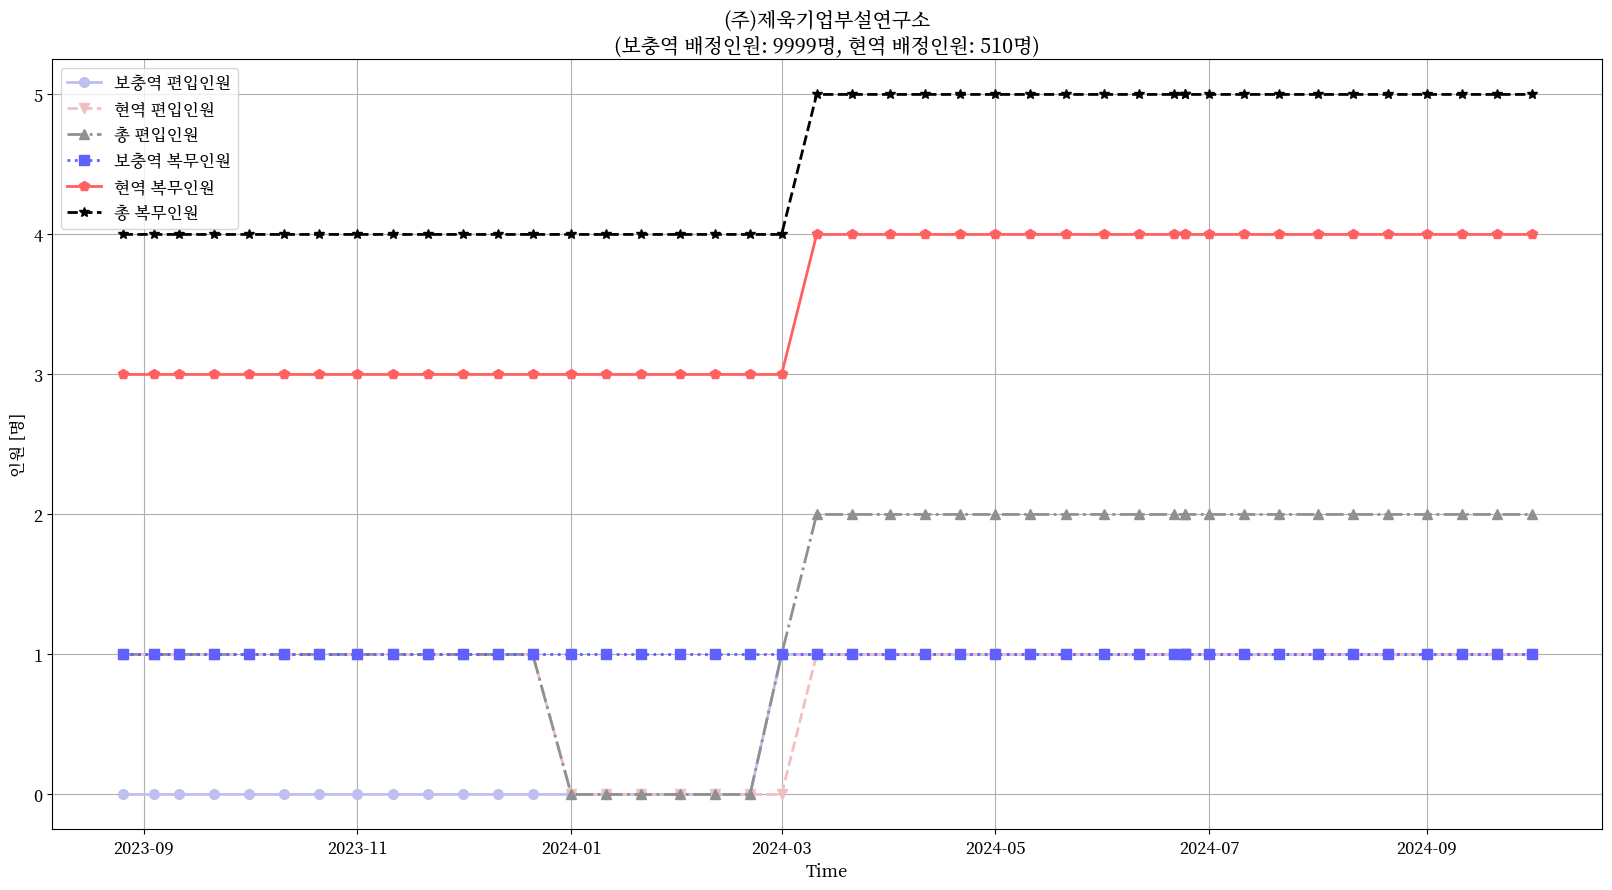 (주)제욱기업부설연구소
(보충역 배정인원: 9999명, 현역 배정인원: 510명)
보충역 편입인원
현역 편입인원
총 편입인원
보충역 복무인원
현역 복무인원
총 복무인원
인원 [명]
5
4
3
2
1
0
2023-09
2023-11
2024-01
2024-03
2024-05
2024-07
2024-09
Time